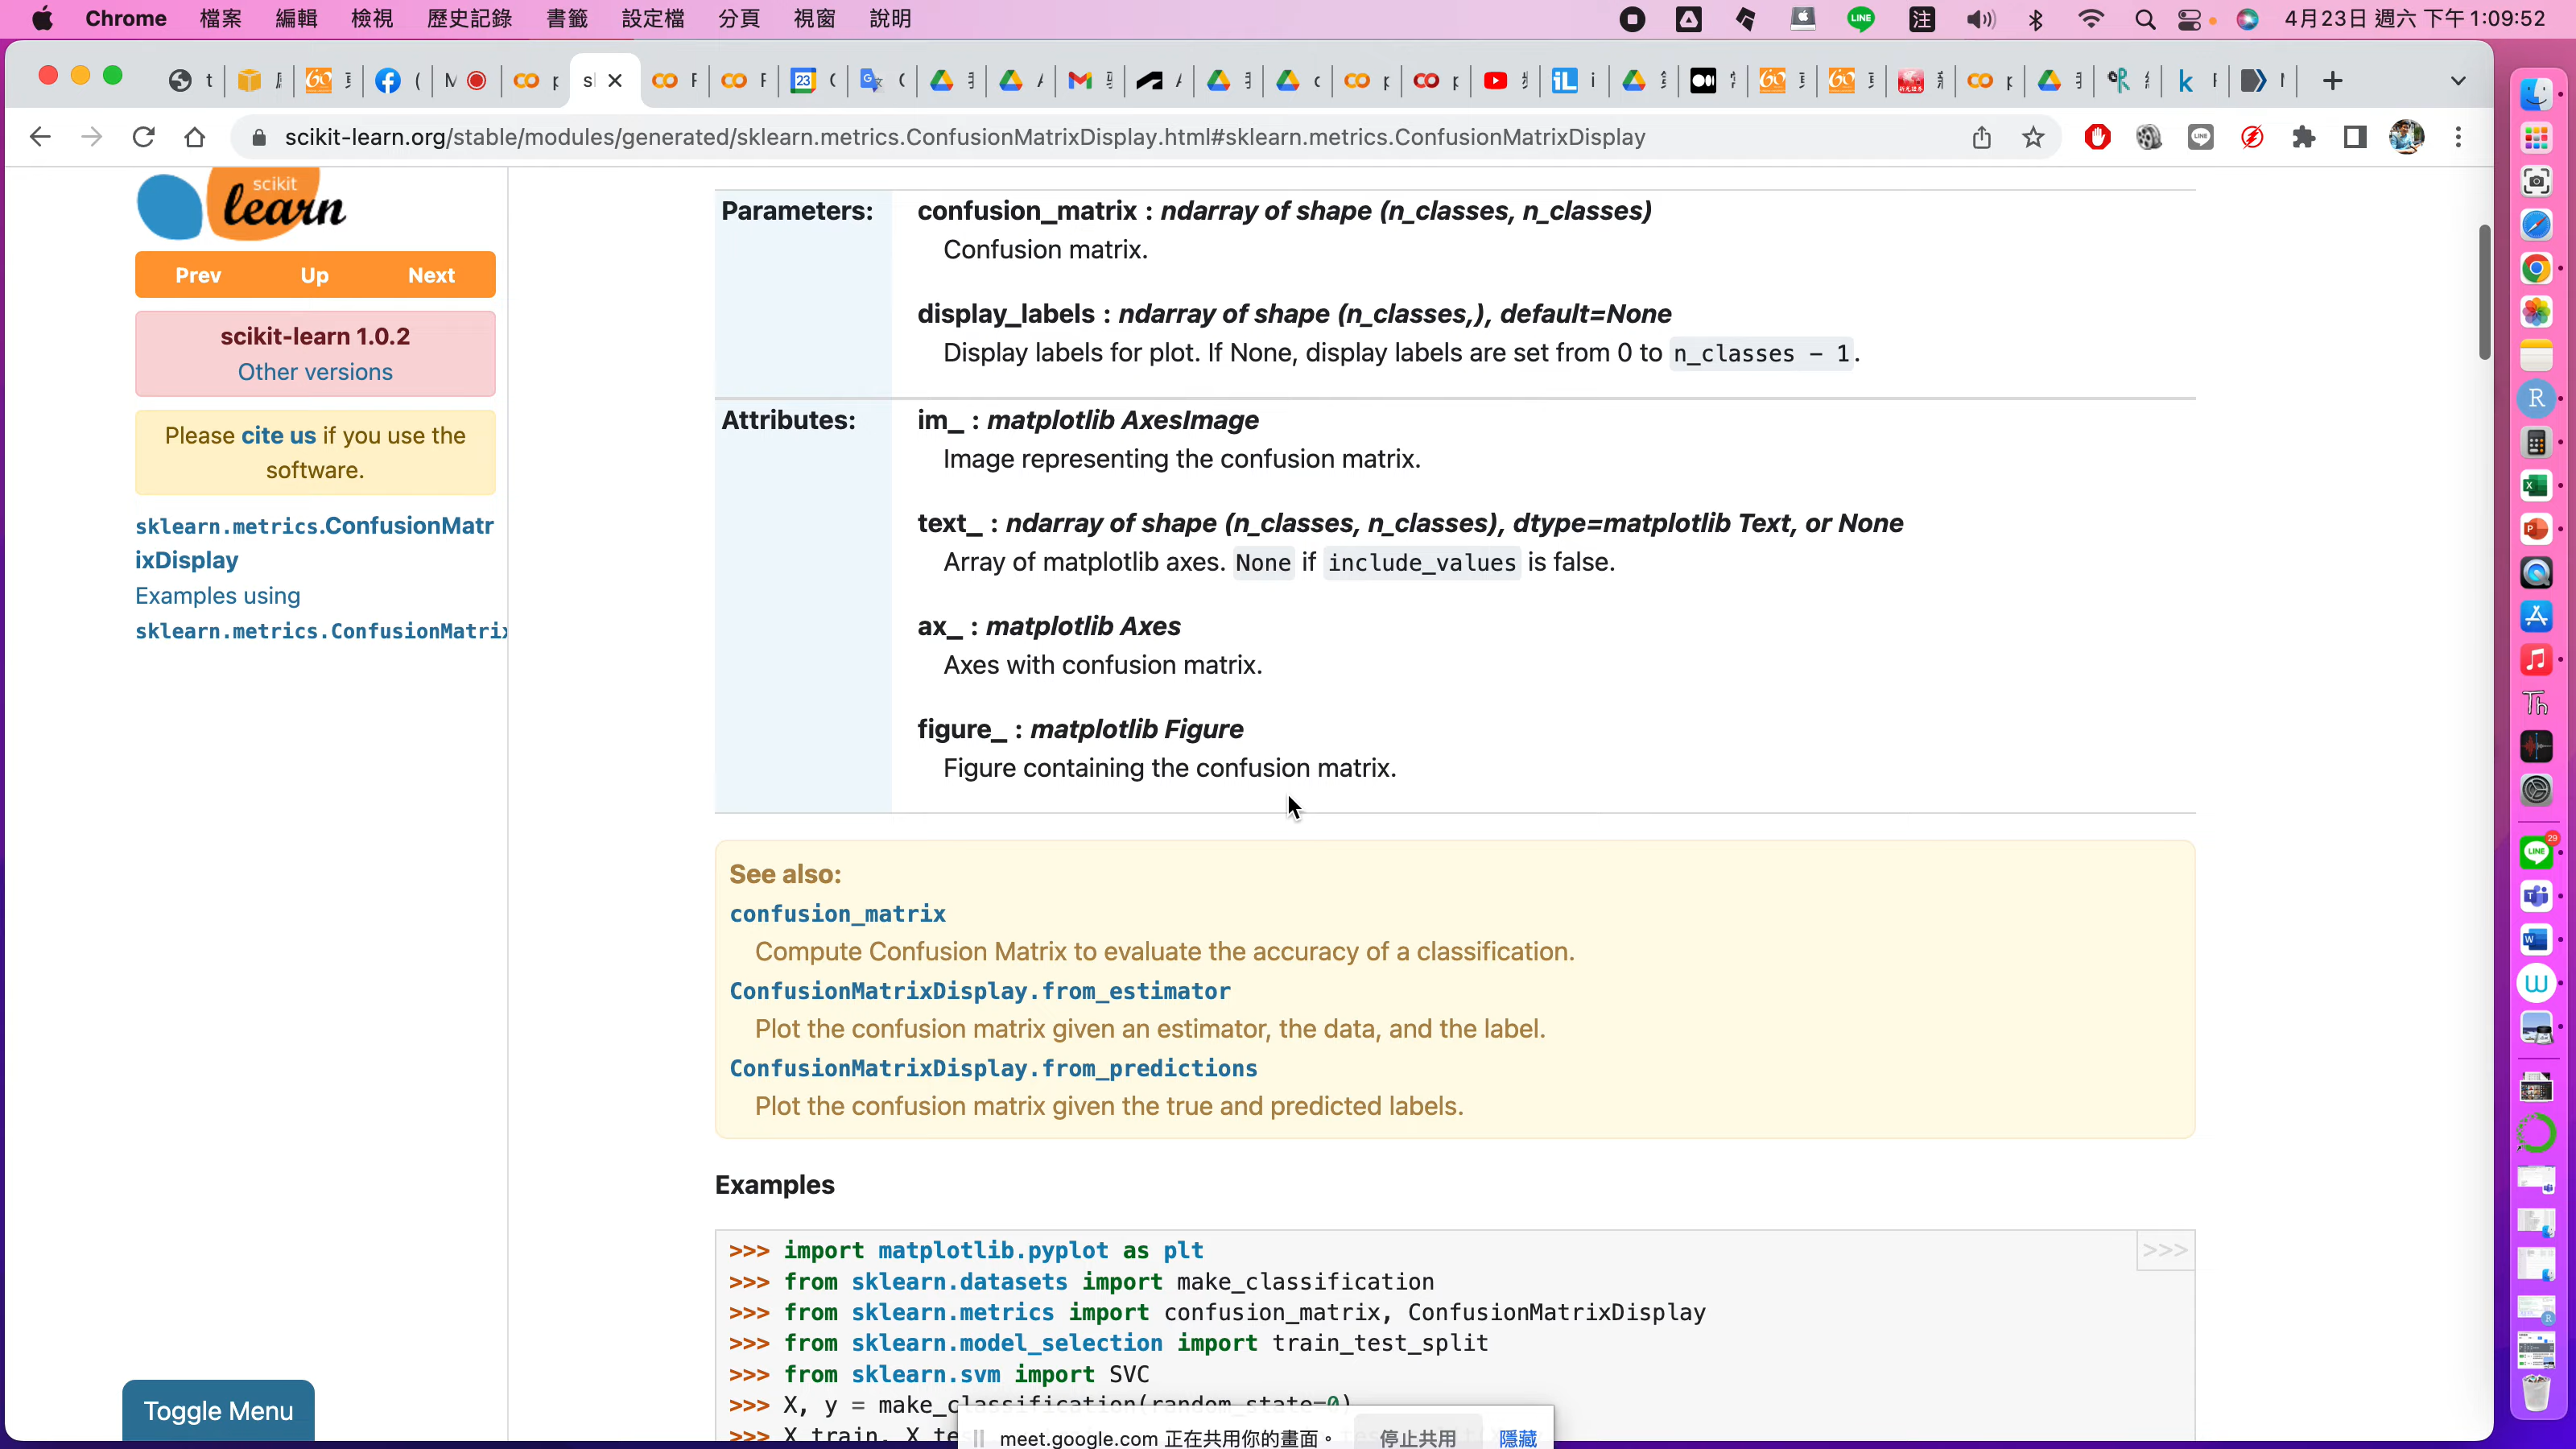 Chrome 檔案 編輯 檢視 歷史記錄 書籤 設定檔 分頁 視窗 說明 LINE 注 4月23日 週六 下午 1:09:52
scikit-learn.org/stable/modules/generated/sklearn.metrics.ConfusionMatrixDisplay.html#sklearn.metrics.ConfusionMatrixDisplay
scikit
learn
Prev Up Next
scikit-learn 1.0.2
Other versions
Please cite us if you use the
software.
sklearn.metrics.ConfusionMatr
ixDisplay
Examples using
sklearn.metrics.ConfusionMatrix
Toggle Menu
Parameters: confusion_matrix : ndarray of shape (n_classes, n_classes)
Confusion matrix.
display_labels : ndarray of shape (n_classes,), default=None
Display labels for plot. If None, display labels are set from 0 to n_classes - 1.
Attributes: im_ : matplotlib AxesImage
Image representing the confusion matrix.
text_ : ndarray of shape (n_classes, n_classes), dtype=matplotlib Text, or None
Array of matplotlib axes. None if include_values is false.
ax_ : matplotlib Axes
Axes with confusion matrix.
figure_ : matplotlib Figure
Figure containing the confusion matrix.
See also:
confusion_matrix
Compute Confusion Matrix to evaluate the accuracy of a classification.
ConfusionMatrixDisplay.from_estimator
Plot the confusion matrix given an estimator, the data, and the label.
ConfusionMatrixDisplay.from_predictions
Plot the confusion matrix given the true and predicted labels.
Examples
>>>
>>> import matplotlib.pyplot as plt
>>> from sklearn.datasets import make_classification
>>> from sklearn.metrics import confusion_matrix, ConfusionMatrixDisplay
>>> from sklearn.model_selection import train_test_split
>>> from sklearn.svm import SVC
>>> X, y = make_classification(random_state=0)
>>> X_train, X_te
meet.google.com 正在共用你的畫面。 停止共用 隱藏